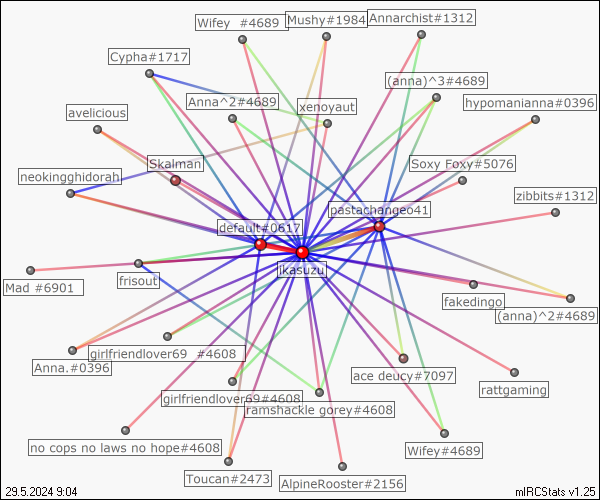 Wifey  #4689
Mushy#1984
Annarchist#1312
Cypha#1717
(anna)^3#4689
Anna^2#4689
xenoyaut
hypomanianna#0396
avelicious
Skalman
Soxy Foxy#5076
neokingghidorah
zibbits#1312
pastachangeo41
default#0617
jkasuzu
Mad #6901
frisout
fakedingo
(anna)^2#4689
girlfriendlover69  #4608
Anna.#0396
ace deucy#7097
rattgaming
girlfriendlover69#4608
ramshackle gorey#4608
no cops no laws no hope#4608
Wifey#4689
Toucan#2473
AlpineRooster#2156
29.5.2024 9:04
mIRCStats v1.25